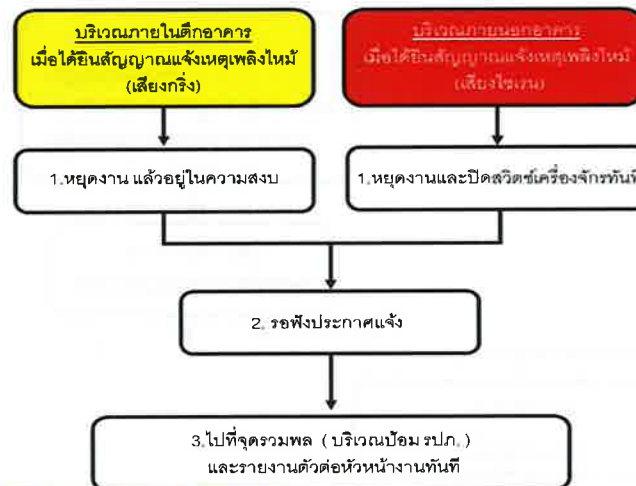 บริเวณภายในตึกอาคาร
เมื่อได้ยินสัญญาณแจ้งเหตุเพลิงไหม้
(เสียงกริ่ง)
บริเวณภายนอกอาคาร
เมื่อได้ยินสัญญาณแจ้งเหตุเพลิงไหม้
(เสียงไซเรน)
1.หยุดงาน แล้วอยู่ในความสงบ
1.หยุดงานและปิดสวิตซ์เครื่องจักรทันที
2. รอฟังประกาศแจ้ง
3.ไปที่จุดรวมพล ( บริเวณป้อม รปภ. )
และรายงานตัวต่อหัวหน้างานทันที